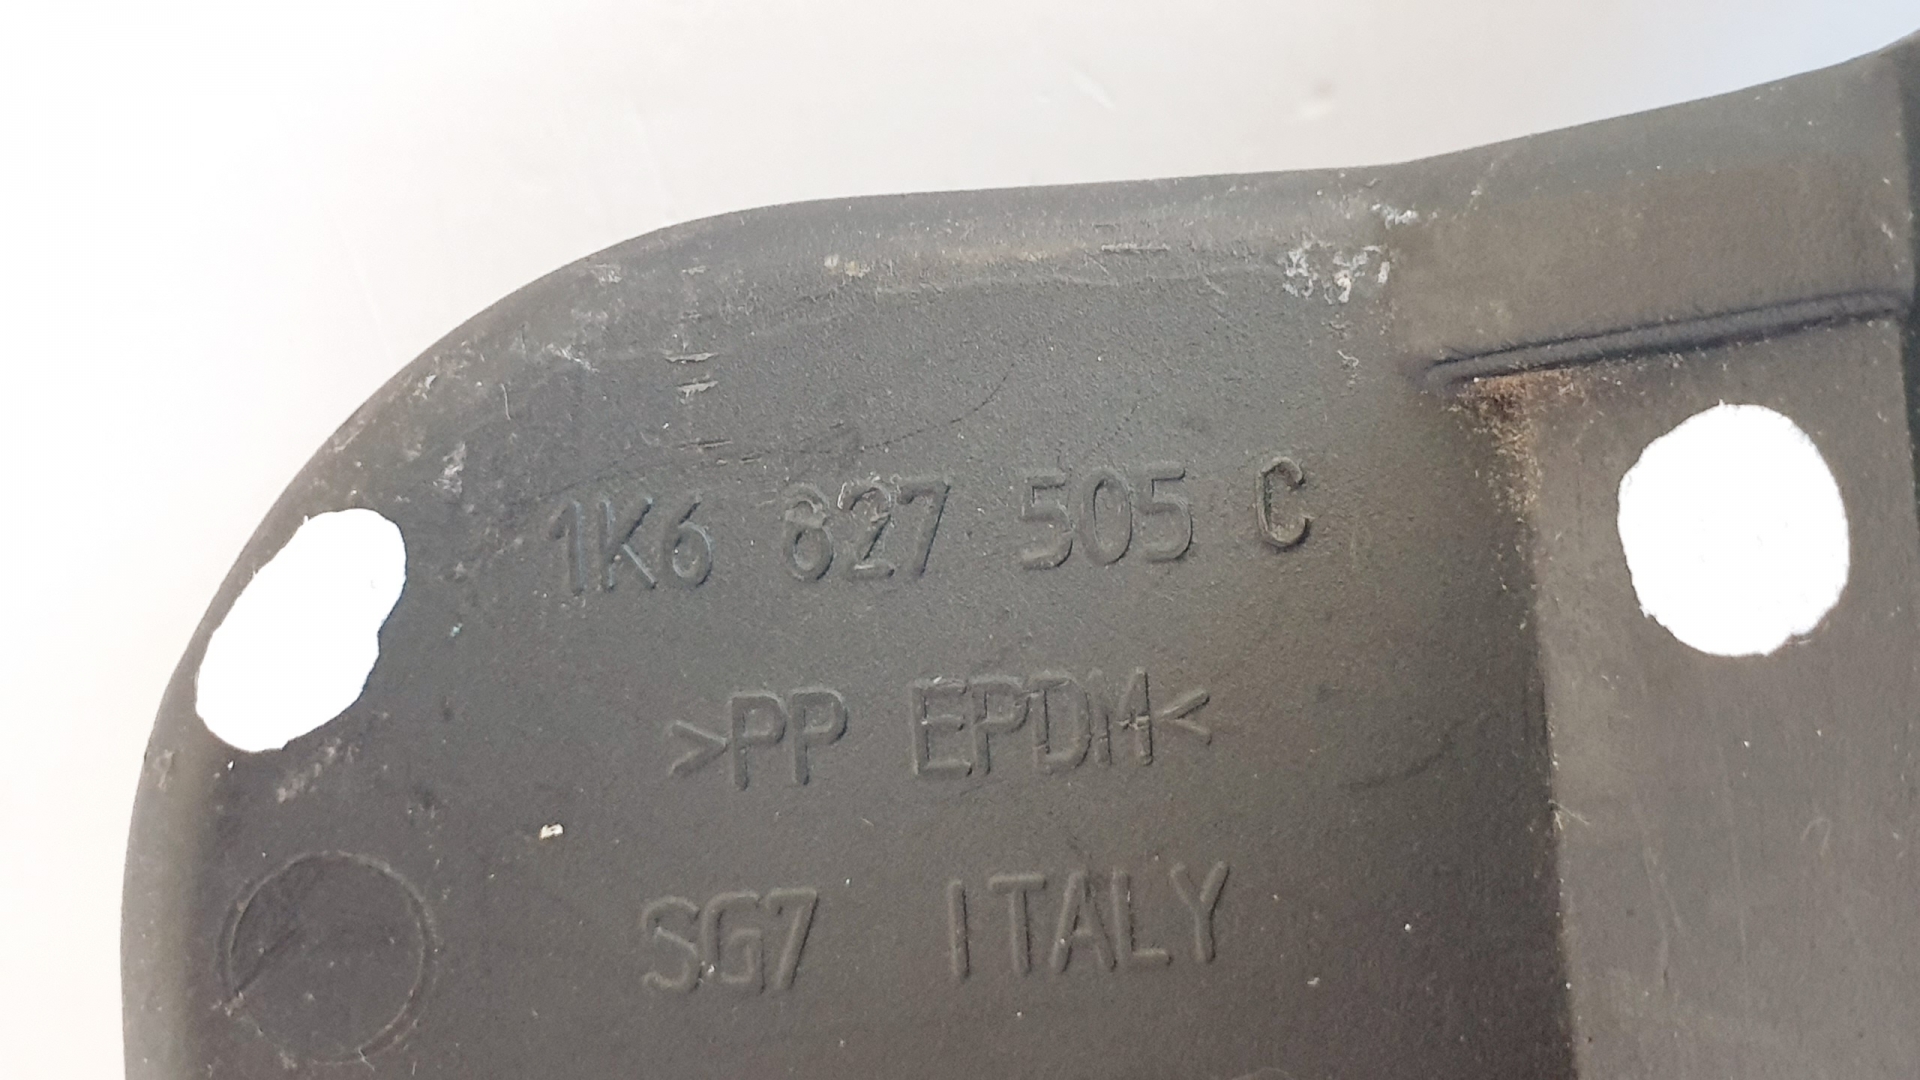 1K6 827 505 C
>PP EPDM<
SG7 ITALY